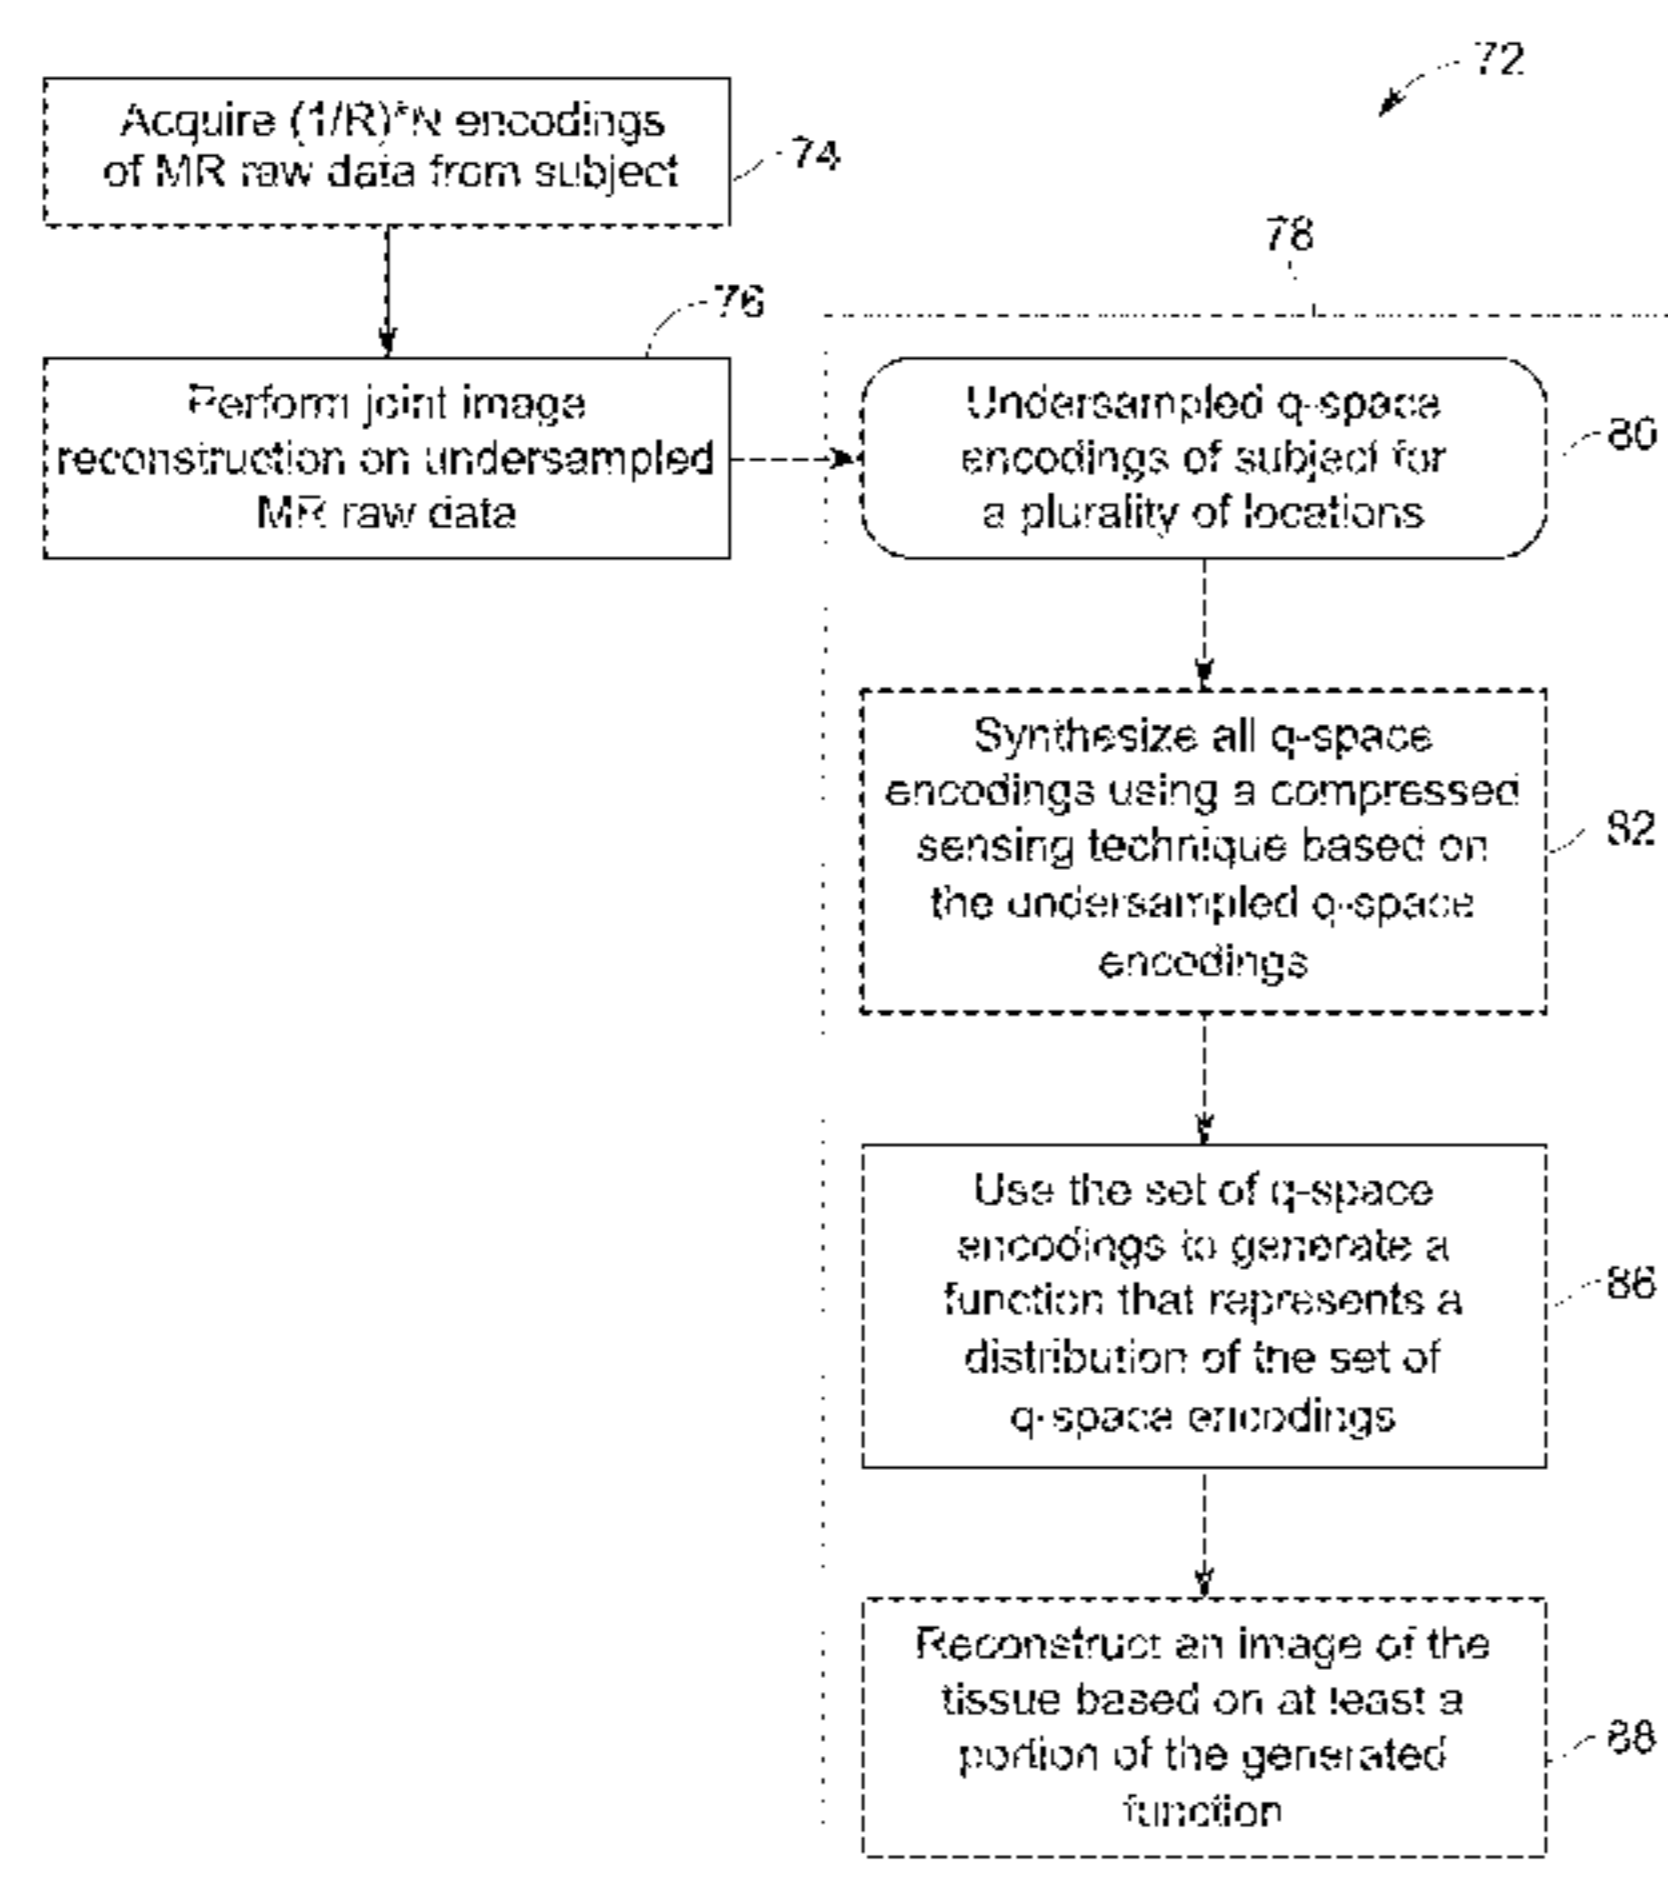 72
Acquire (1/R)*N encodings
of MR raw data from subject
74
78
76
Perform joint image
reconstruction on undersampled
MR raw data
Undersampled q-space
encodings of subject for
a plurality of locations
80
Synthesize all q-space
encodings using a compressed
sensing technique based on
the undersampled q-space
encodings
82
Use the set of q-space
encodings to generate a
function that represents a
distribution of the set of
q-space encodings
86
Reconstruct an image of the
tissue based on at least a
portion of the generated
function
88